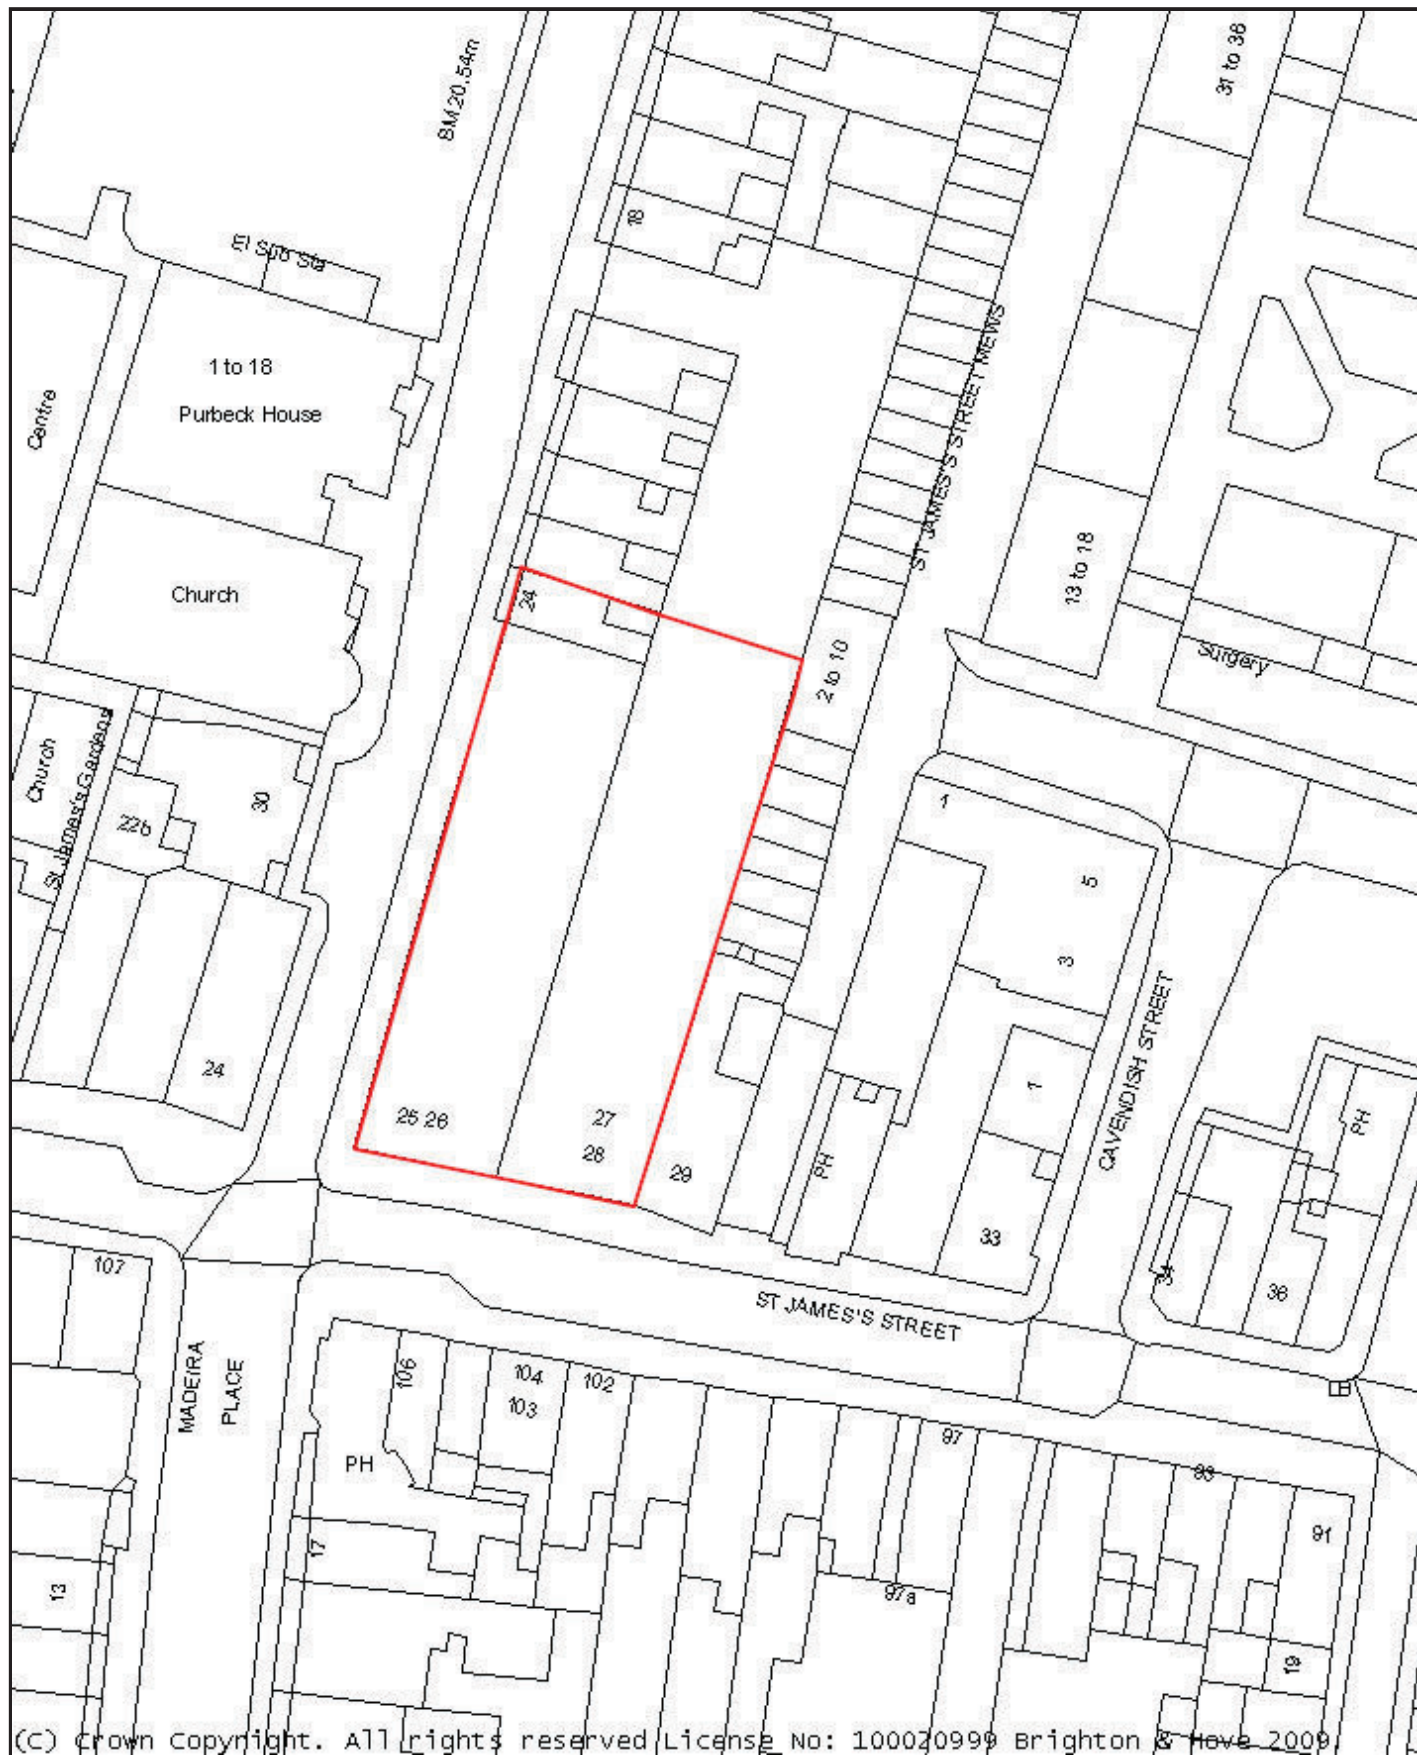 BM 20.54m
31 to 36
18
El Sub Sta
1 to 18
Purbeck House
Centre
ST JAMES'S STREET MEWS
Church
24
13 to 18
2 to 10
Surgery
Church
St James's Gardens
22b
30
1
5
3
24
25 26
27
28
29
PH
1
CAVENDISH STREET
PH
33
34
36
107
ST JAMES'S STREET
MADEIRA
PLACE
106
104
103
102
LB
PH
97
93
91
17
13
97a
19
(C) Crown Copyright. All rights reserved License No: 100020999 Brighton & Hove 2009.